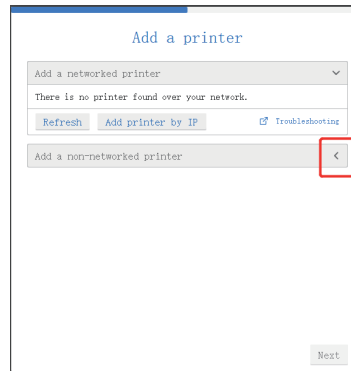 Add a printer
Add a networked printer
There is no printer found over your network.
Refresh Add printer by IP Troubleshooting
Add a non-networked printer
Next